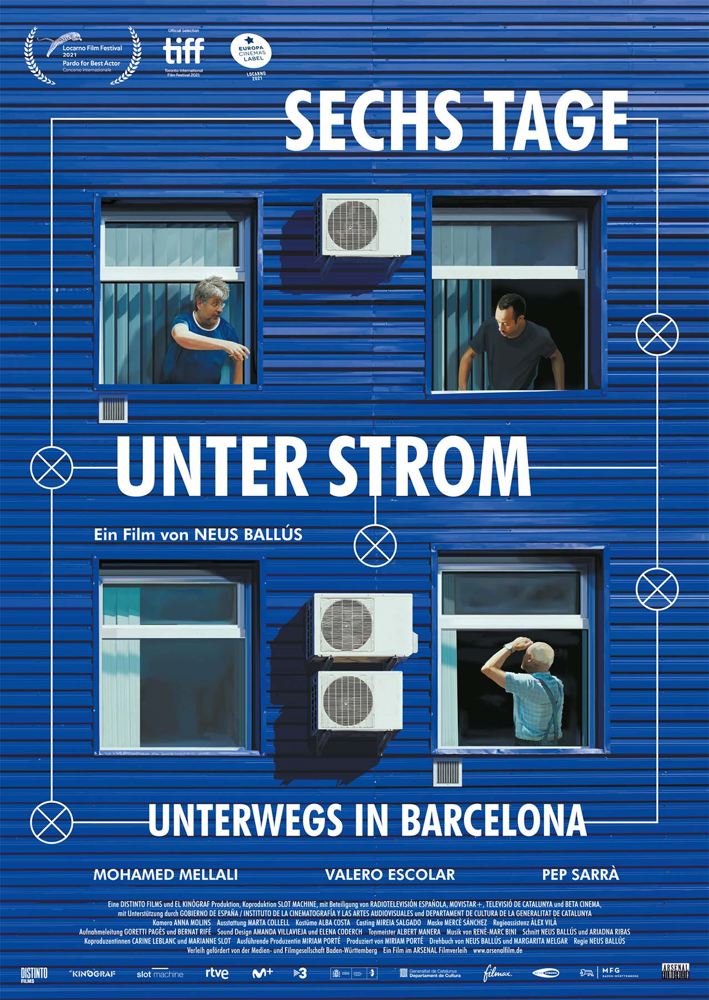 Locarno Film Festival
2021
Pardo for Best Actor
Concorso internazionale
Official Selection
tiff
Toronto International
Film Festival 2021
EUROPA
CINEMAS
LABEL
LOCARNO
2021
SECHS TAGE
UNTER STROM
Ein Film von NEUS BALLÚS
UNTERWEGS IN BARCELONA
MOHAMED MELLALI VALERO ESCOLAR PEP SARRÀ
Eine DISTINTO FILMS und EL KINÒGRAF Produktion, Koproduktion SLOT MACHINE, mit Beteiligung von RADIOTELEVISIÓN ESPAÑOLA, MOVISTAR+, TELEVISIÓ DE CATALUNYA und BETA CINEMA,
mit Unterstützung durch GOBIERNO DE ESPAÑA / INSTITUTO DE LA CINEMATOGRAFÍA Y LAS ARTES AUDIOVISUALES und DEPARTAMENT DE CULTURA DE LA GENERALITAT DE CATALUNYA
Kamera ANNA MOLINS Ausstattung MARTA COLLELL Kostüme ALBA COSTA Casting MIREIA SALGADO Maske MERCÈ SÁNCHEZ Regieassistenz ÀLEX VILÀ
Aufnahmeleitung GORETTI PAGÈS und BERNAT RIFÉ Sound Design AMANDA VILLAVIEJA und ELENA CODERCH Tonmeister ALBERT MANERA Musik von RENÈ-MARC BINI Schnitt NEUS BALLÚS und ARIADNA RIBAS
Koproduzentinnen CARINE LEBLANC und MARIANNE SLOT Ausführende Produzentin MIRIAM PORTÉ Produziert von MIRIAM PORTÉ Drehbuch von NEUS BALLÚS und MARGARITA MELGAR Regie NEUS BALLÚS
Verleih gefördert von der Medien- und Filmgesellschaft Baden-Württemberg Ein Film im ARSENAL Filmverleih www.arsenalfilm.de
DISTINTO
FILMS
EL KINÒGRAF
slot machine
rtve
M+
3
Generalitat de Catalunya
Departament de Cultura
filmax.
BETA CINEMA
MFG
BADEN-WÜRTTEMBERG
ARSENAL
FILMVERLEIH